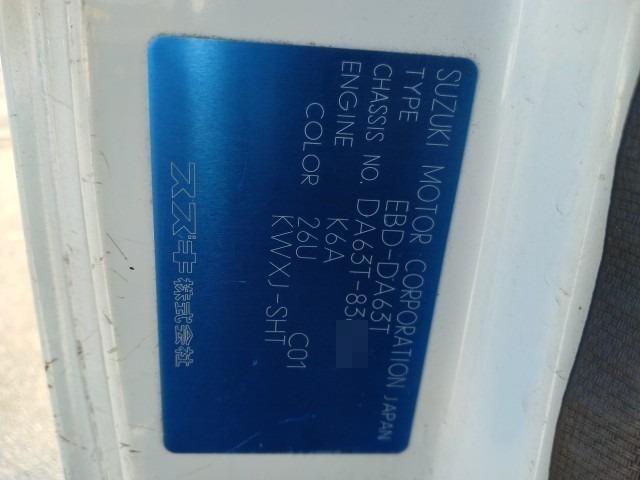 SUZUKI MOTOR CORPORATION JAPAN
TYPE EBD-DA63T
CHASSIS NO. DA63T-83
ENGINE K6A
COLOR 26U C01
KWXJ-SHT
スズキ株式会社